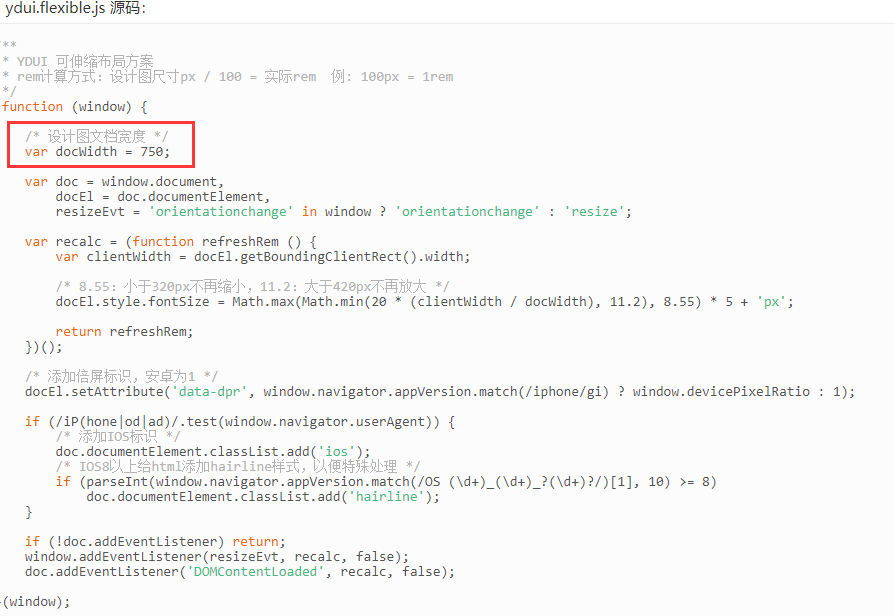 ydui.flexible.js 源码:
/**
* YDUI 可伸缩布局方案
* rem计算方式：设计图尺寸px / 100 = 实际rem  例: 100px = 1rem
*/
function (window) {
/* 设计图文档宽度 */
var docWidth = 750;
var doc = window.document,
docEl = doc.documentElement,
resizeEvt = 'orientationchange' in window ? 'orientationchange' : 'resize';
var recalc = (function refreshRem () {
var clientWidth = docEl.getBoundingClientRect().width;
/* 8.55：小于320px不再缩小，11.2：大于420px不再放大 */
docEl.style.fontSize = Math.max(Math.min(20 * (clientWidth / docWidth), 11.2), 8.55) * 5 + 'px';
return refreshRem;
})();
/* 添加倍屏标识，安卓为1 */
docEl.setAttribute('data-dpr', window.navigator.appVersion.match(/iphone/gi) ? window.devicePixelRatio : 1);
if (/iP(hone|od|ad)/.test(window.navigator.userAgent)) {
/* 添加IOS标识 */
doc.documentElement.classList.add('ios');
/* IOS8以上给html添加hairline样式，以便特殊处理 */
if (parseInt(window.navigator.appVersion.match(/OS (\d+)_(\d+)_?(\d+)?/)[1], 10) >= 8)
doc.documentElement.classList.add('hairline');
}
if (!doc.addEventListener) return;
window.addEventListener(resizeEvt, recalc, false);
doc.addEventListener('DOMContentLoaded', recalc, false);
(window);